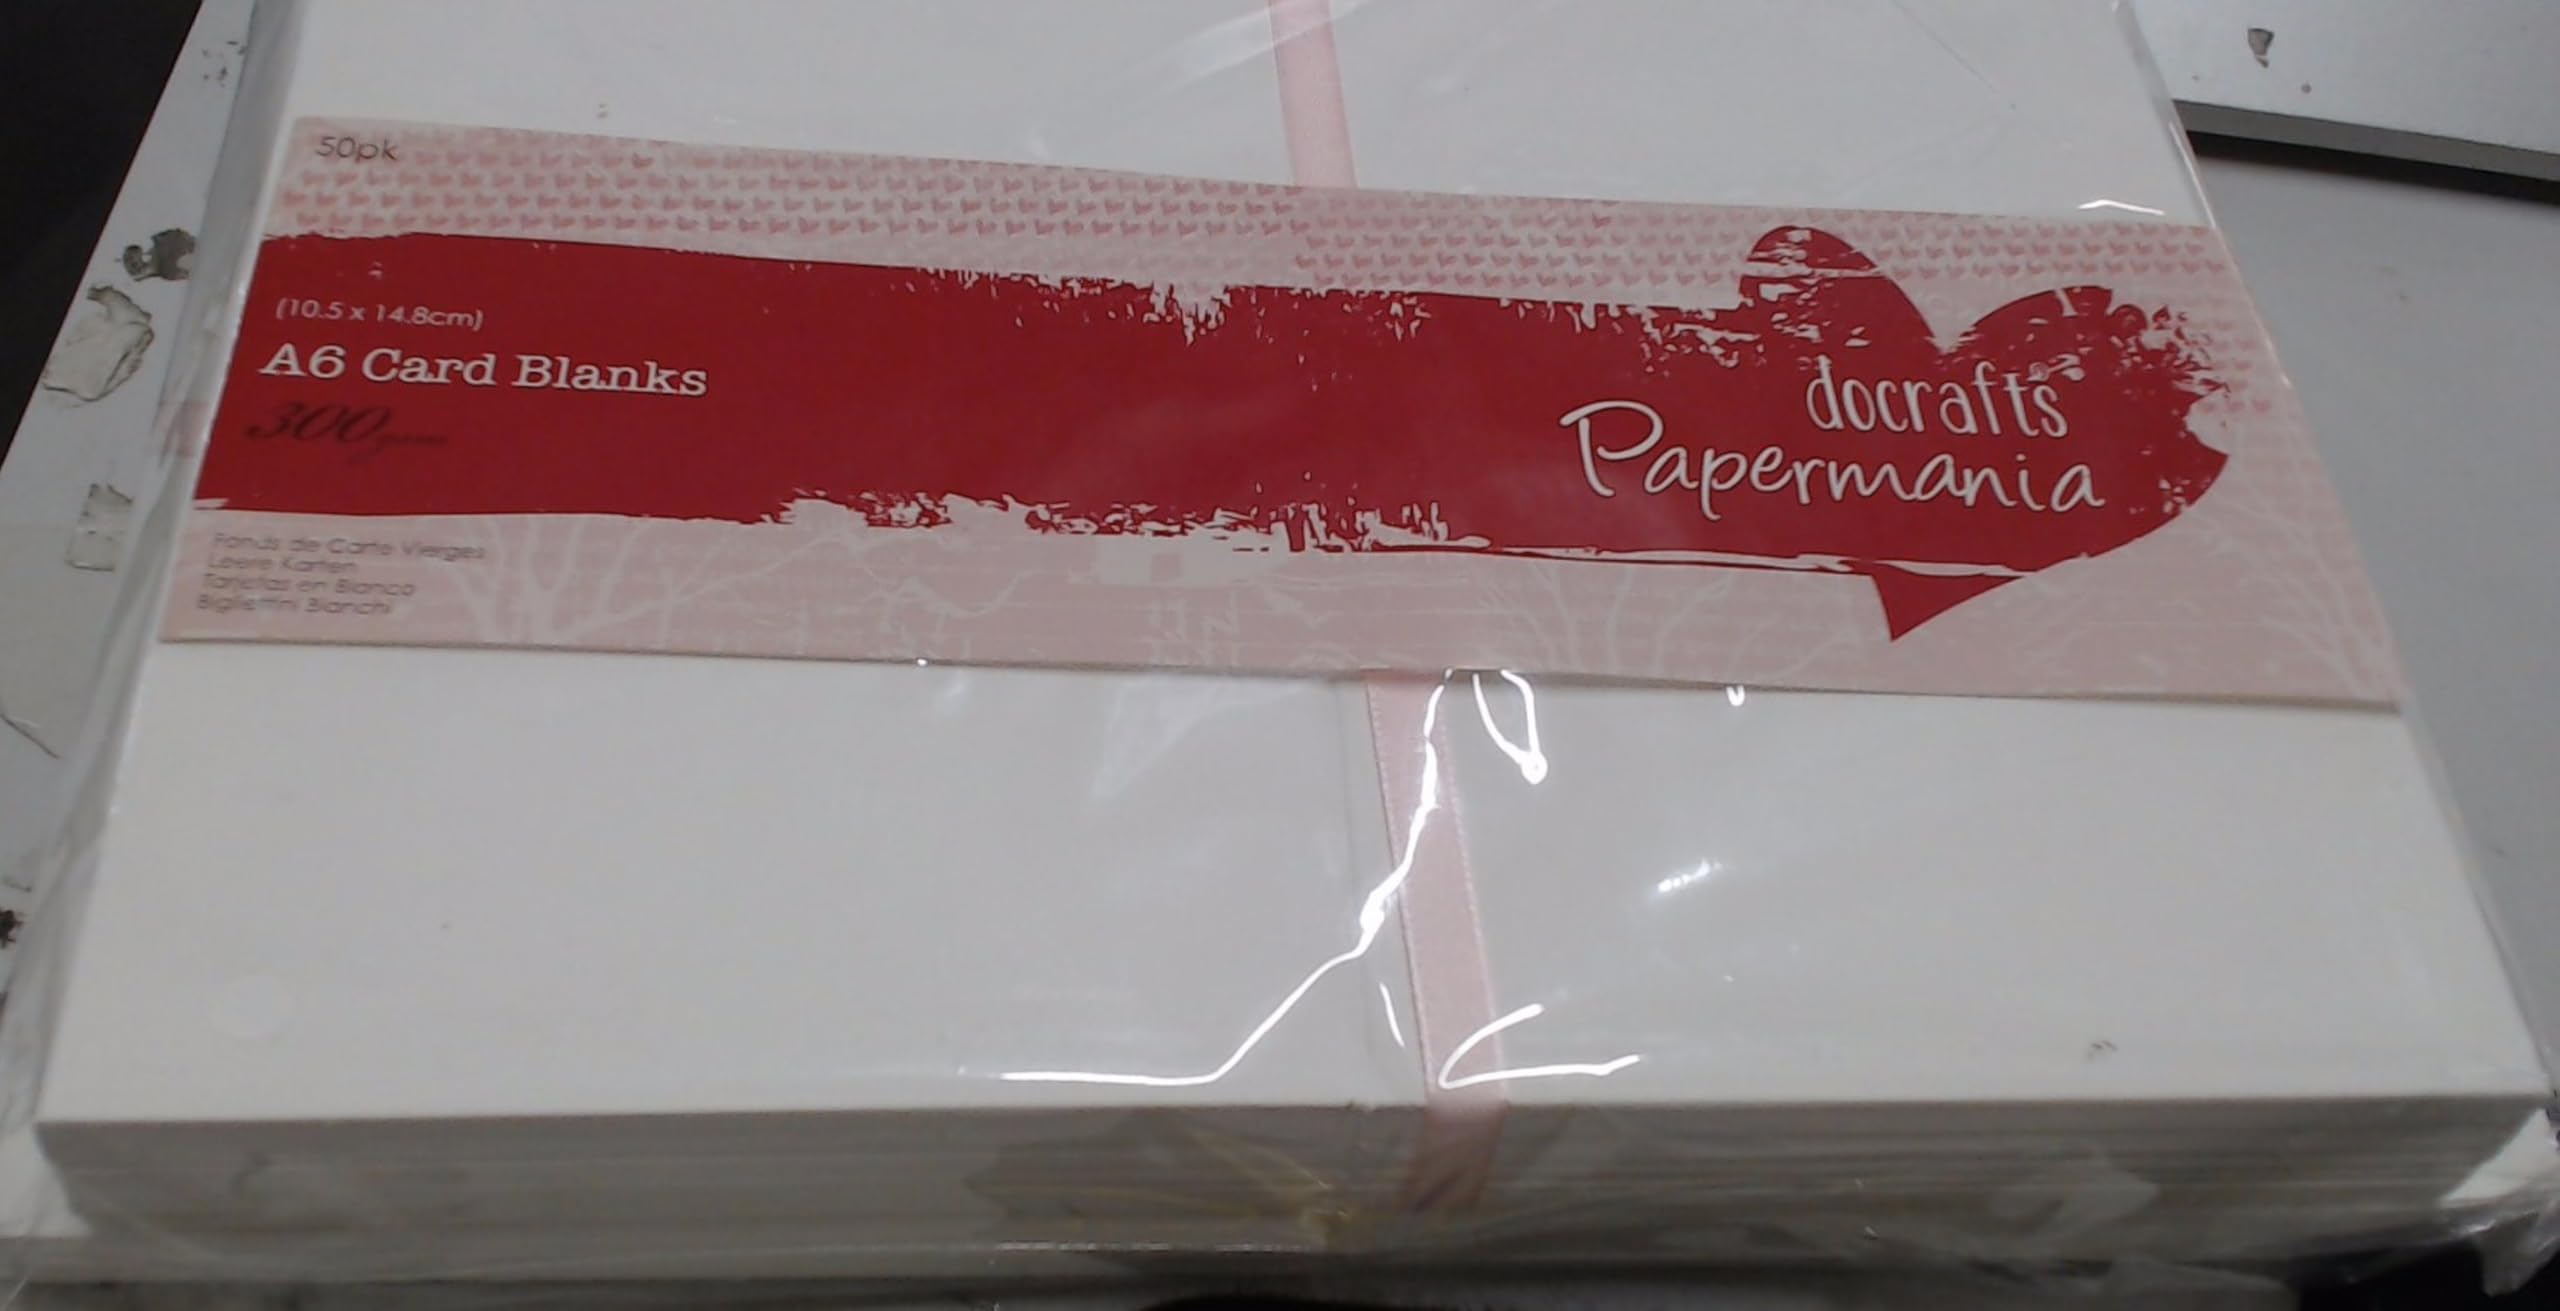 50pk
(10.5 x 14.8cm)
A6 Card Blanks
300gsm
docrafts
Papermania
Fonds de Carte Vierges
Leere Karten
Tarjetas en Blanco
Bigliettini Bianchi